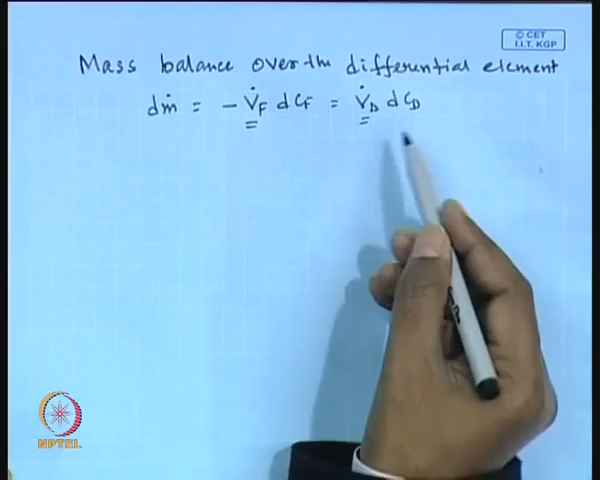 © CET
I.I.T. KGP
Mass balance over the differential element
dṁ = - V̇F dCF = V̇D dCD
NPTEL